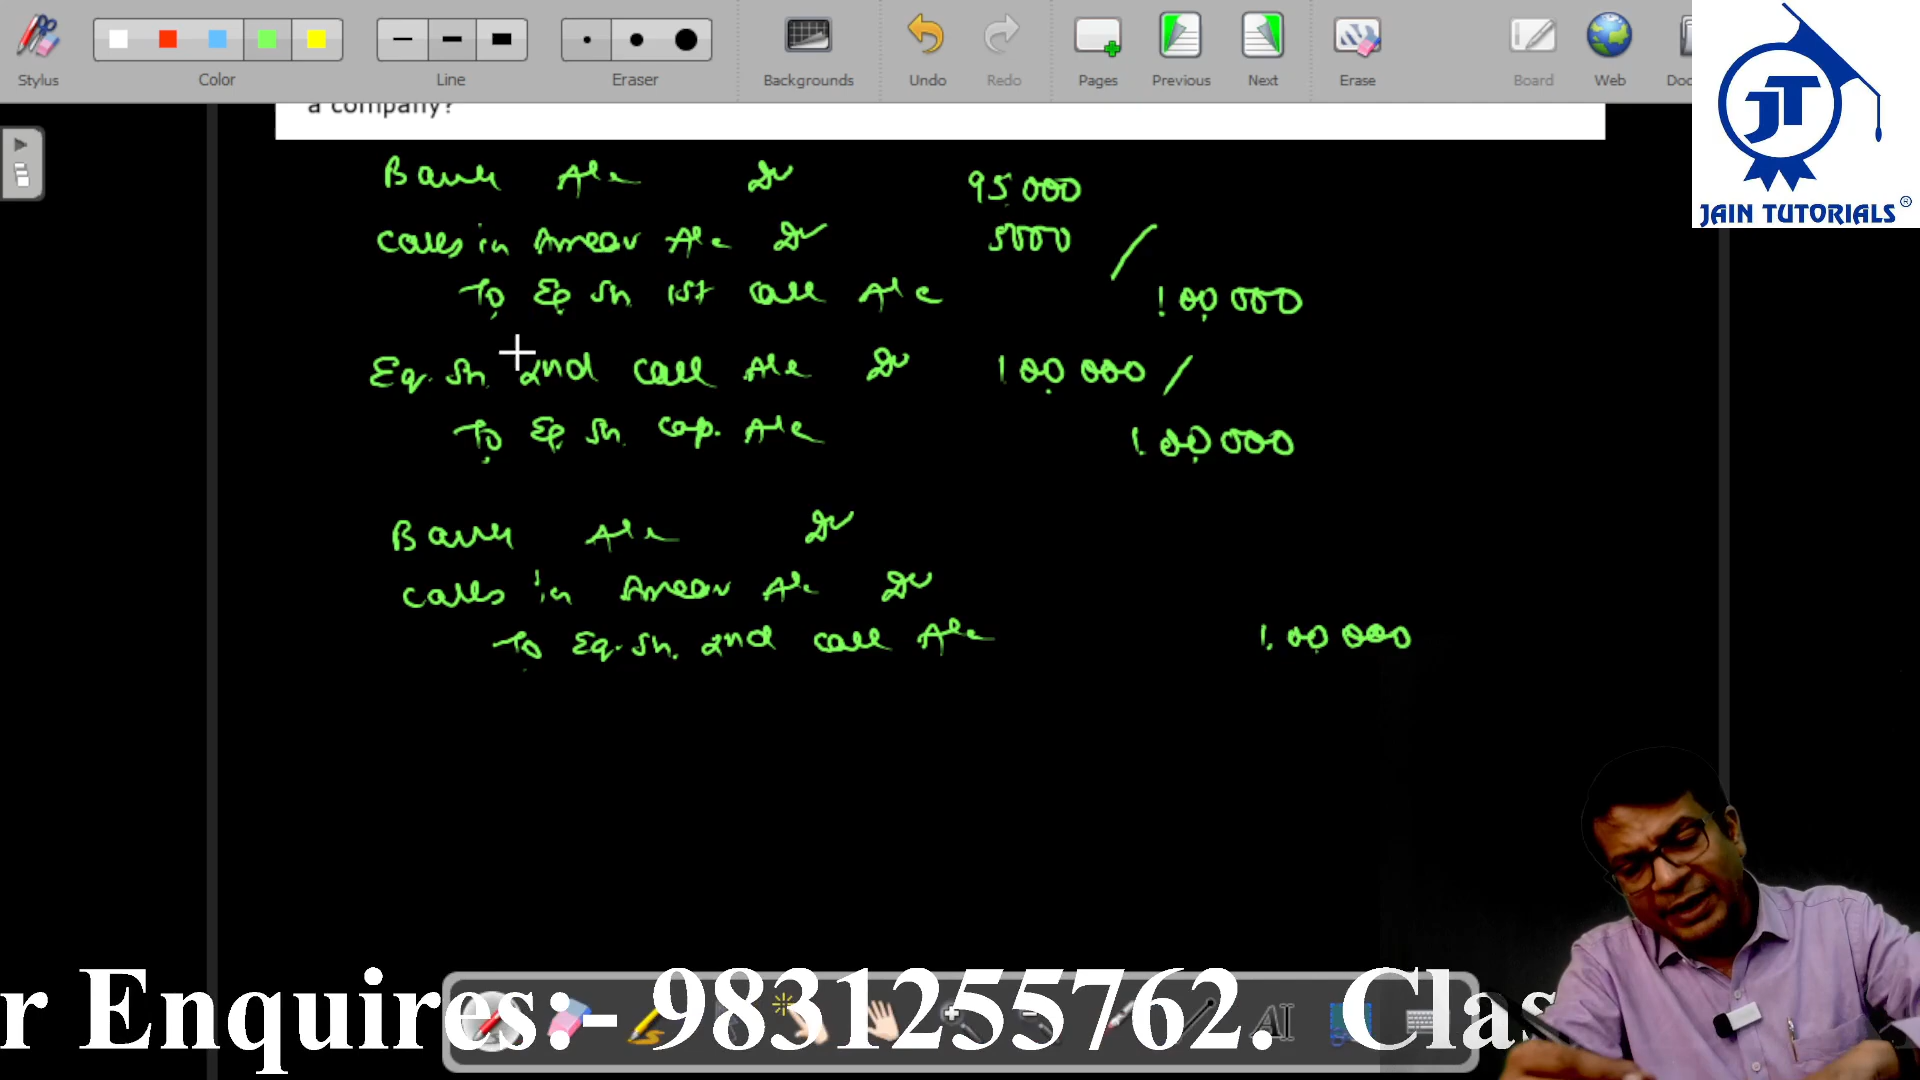 Stylus Color Line Eraser Backgrounds Undo Redo Pages Previous Next Erase Board Web
JT
JAIN TUTORIALS®
a company?
Bank A/c Dr 95,000
Calls in Arrear A/c Dr 5000 /
To Eq Sh 1st Call A/c 1,00,000
Eq. Sh. 2nd Call A/c Dr 1,00,000 /
To Eq Sh. Cap. A/c 1,00,000
Bank A/c Dr
Calls in Arrear A/c Dr
To Eq. Sh. 2nd Call A/c 1,00,000
r Enquires:- 9831255762. Clas